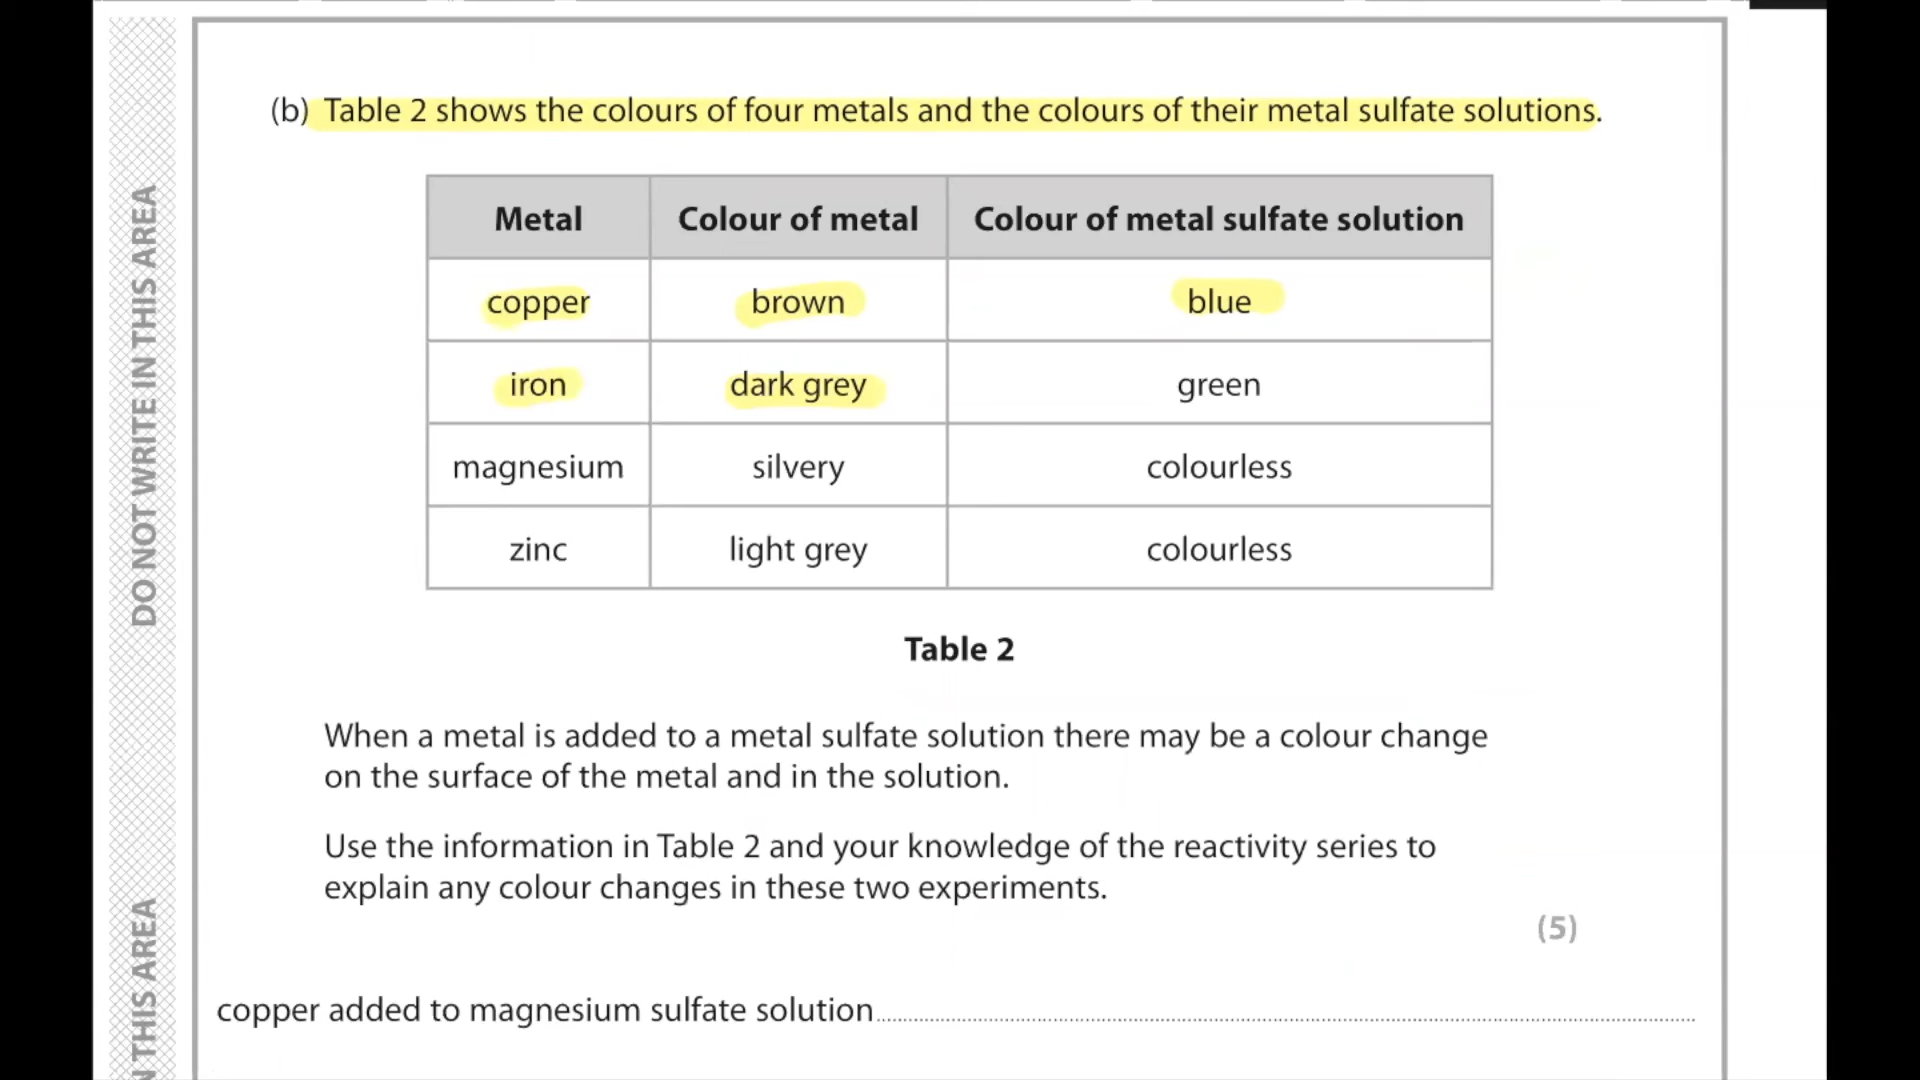 (b) Table 2 shows the colours of four metals and the colours of their metal sulfate solutions.
Metal Colour of metal Colour of metal sulfate solution
copper brown blue
iron dark grey green
magnesium silvery colourless
zinc light grey colourless
Table 2
When a metal is added to a metal sulfate solution there may be a colour change
on the surface of the metal and in the solution.
Use the information in Table 2 and your knowledge of the reactivity series to
explain any colour changes in these two experiments.
(5)
copper added to magnesium sulfate solution
DO NOT WRITE IN THIS AREA
N THIS AREA